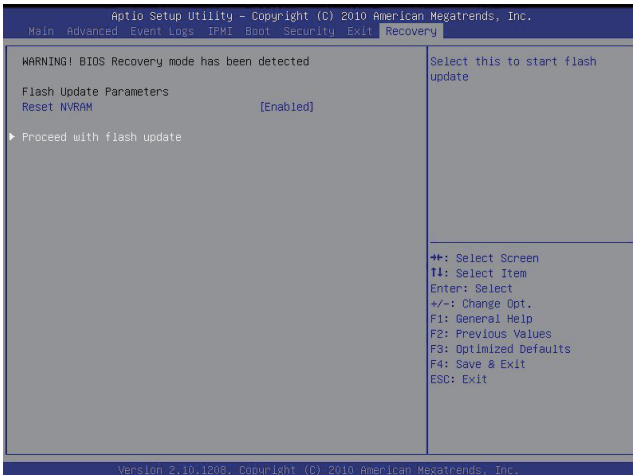 Aptio Setup Utility – Copyright (C) 2010 American Megatrends, Inc.
Main Advanced Event Logs IPMI Boot Security Exit Recovery
WARNING! BIOS Recovery mode has been detected
Flash Update Parameters
Reset NVRAM [Enabled]
▶ Proceed with flash update
Select this to start flash
update
→←: Select Screen
↑↓: Select Item
Enter: Select
+/-: Change Opt.
F1: General Help
F2: Previous Values
F3: Optimized Defaults
F4: Save & Exit
ESC: Exit
Version 2.10.1208. Copyright (C) 2010 American Megatrends, Inc.